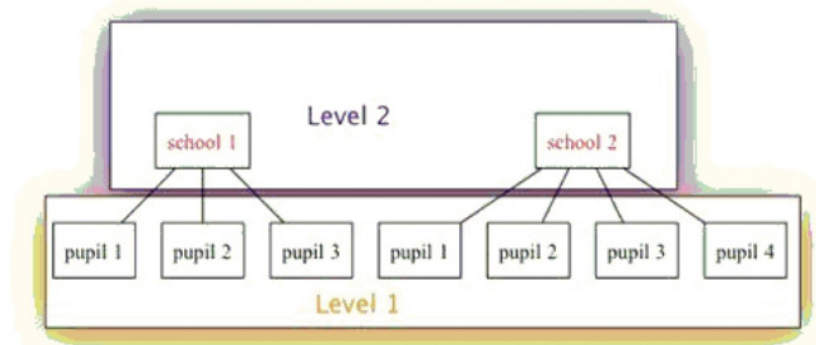 Level 2
school 1
school 2
pupil 1
pupil 2
pupil 3
pupil 1
pupil 2
pupil 3
pupil 4
Level 1